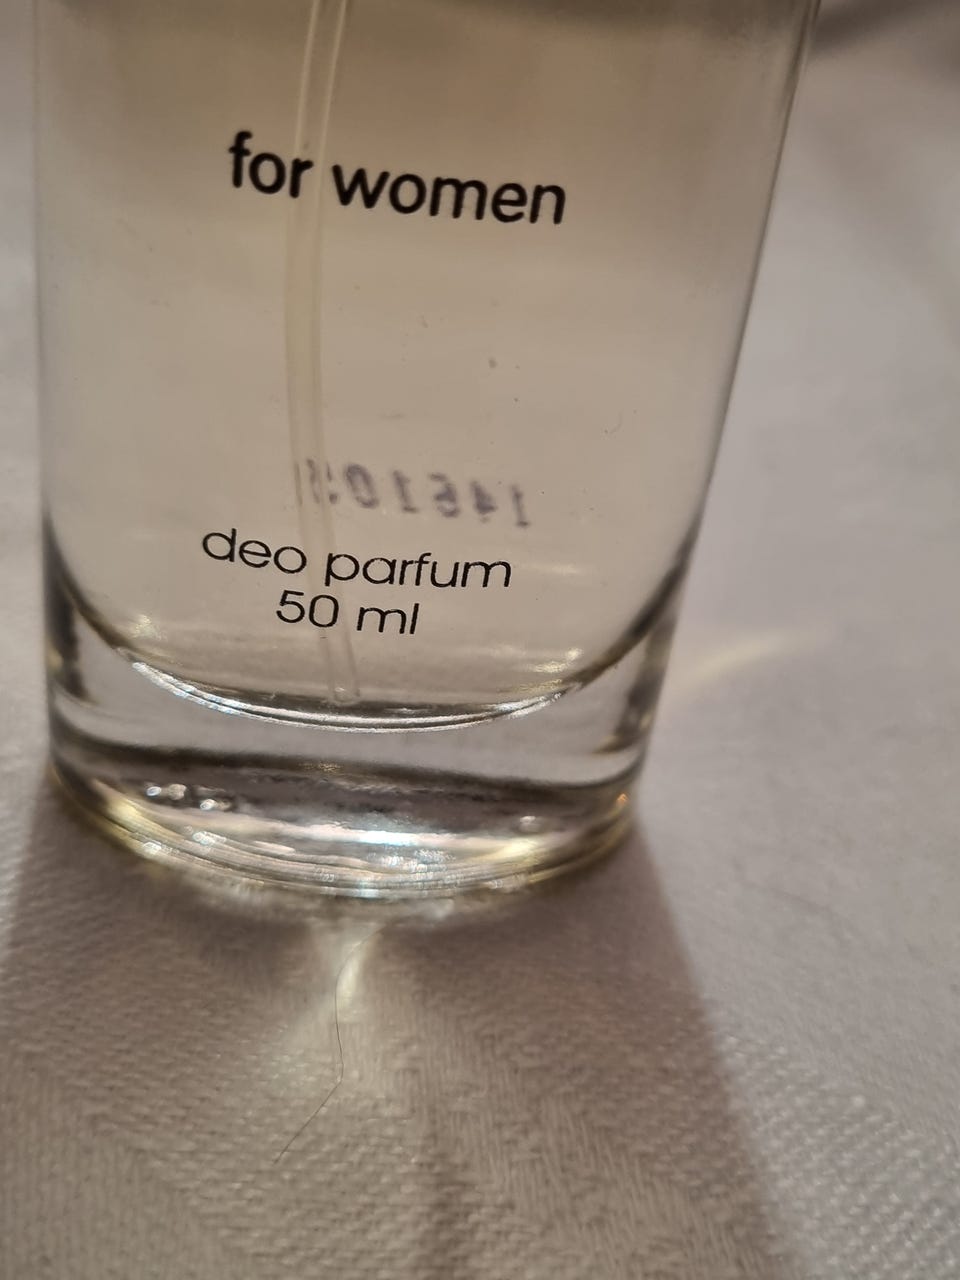 for women
deo parfum
50 ml